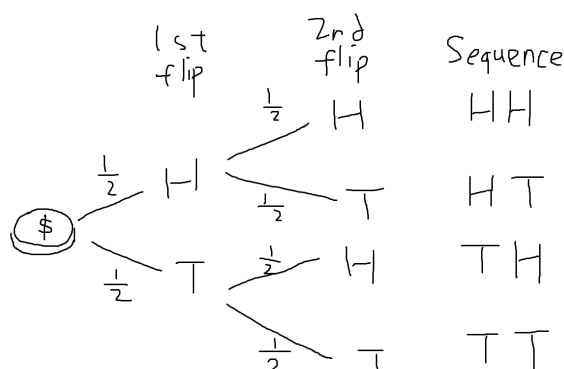 1st flip
2nd flip
Sequence
1/2
H
HH
1/2
H
1/2
T
HT
$
1/2
T
1/2
H
TH
1/2
T
TT